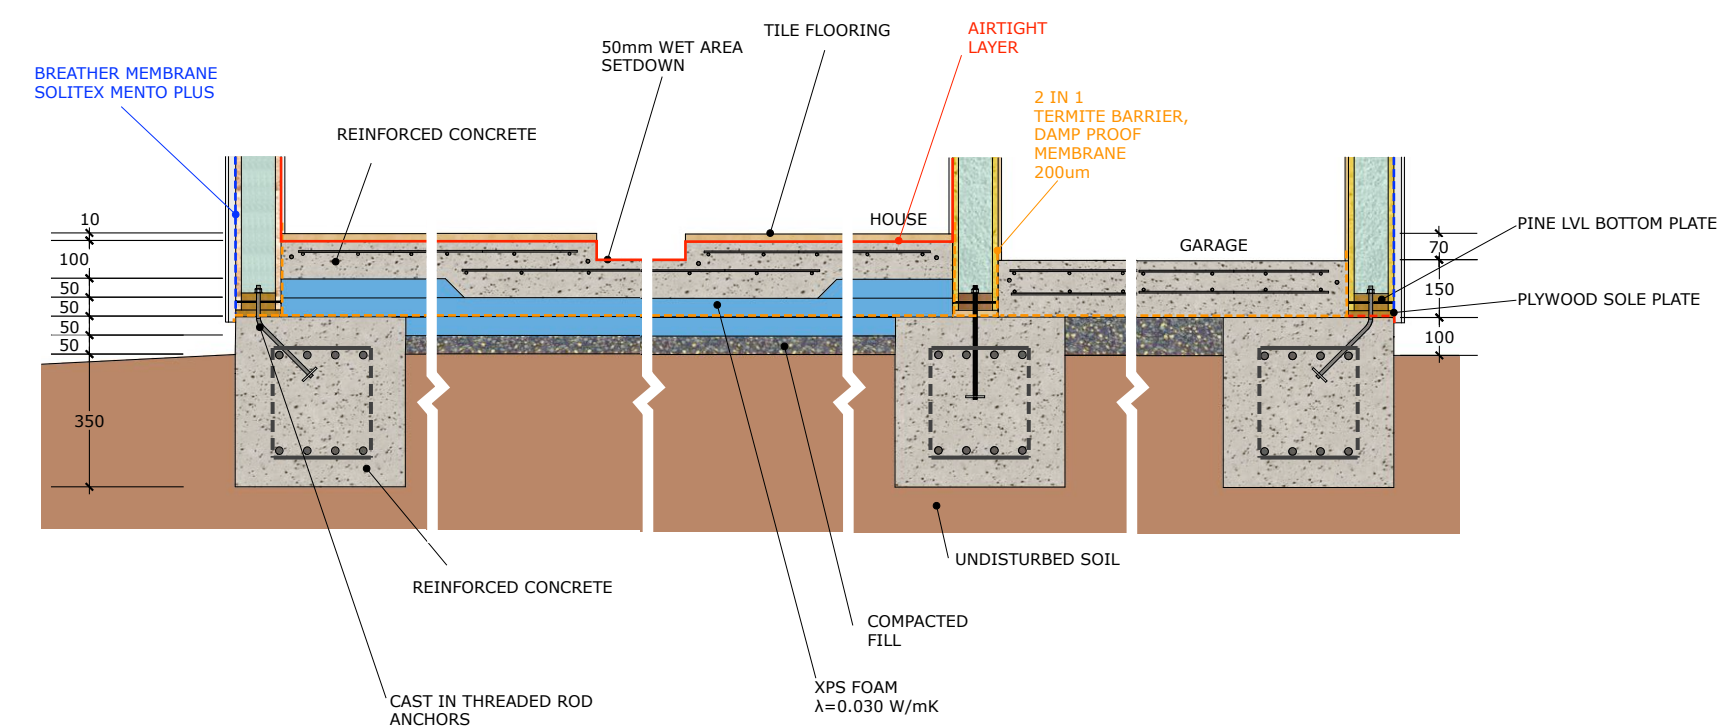 TILE FLOORING
AIRTIGHT
LAYER
50mm WET AREA
SETDOWN
BREATHER MEMBRANE
SOLITEX MENTO PLUS
2 IN 1
TERMITE BARRIER,
DAMP PROOF
MEMBRANE
200um
REINFORCED CONCRETE
10
100
50
50
50
50
350
HOUSE
GARAGE
70
150
100
PINE LVL BOTTOM PLATE
PLYWOOD SOLE PLATE
UNDISTURBED SOIL
REINFORCED CONCRETE
COMPACTED
FILL
XPS FOAM
λ=0.030 W/mK
CAST IN THREADED ROD
ANCHORS